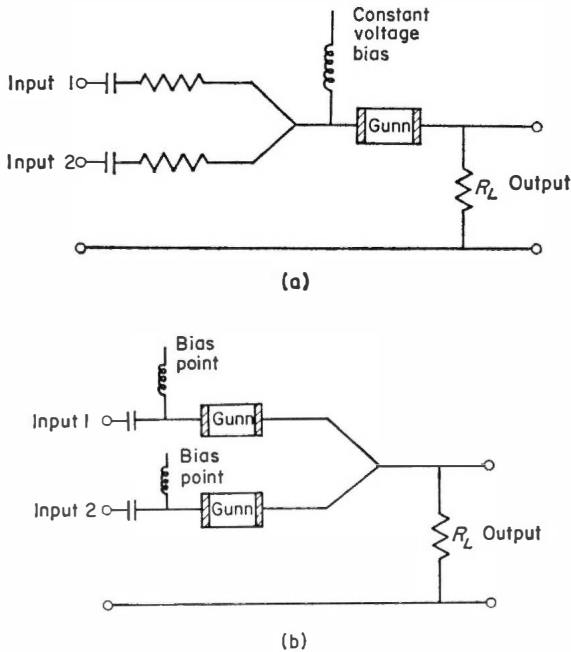 Constant
voltage
bias
Input 1
Gunn
Input 2
R_L Output
(a)
Bias
point
Input 1
Gunn
Bias
point
Input 2
Gunn
R_L Output
(b)